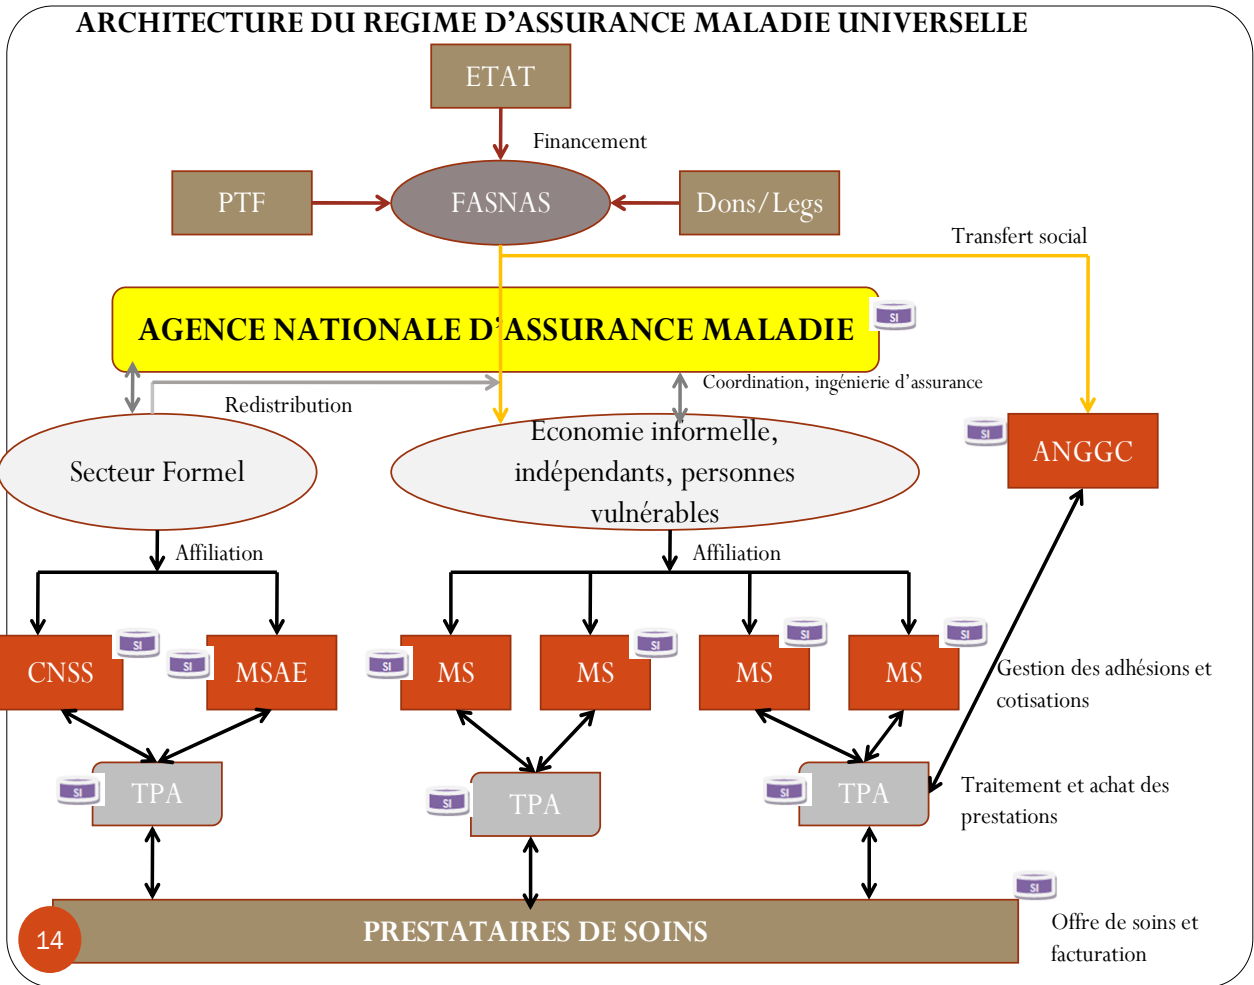 ARCHITECTURE DU REGIME D’ASSURANCE MALADIE UNIVERSELLE
ETAT
Financement
PTF
FASNAS
Dons/Legs
Transfert social
AGENCE NATIONALE D’ASSURANCE MALADIE
SI
Coordination, ingénierie d’assurance
Redistribution
Secteur Formel
Economie informelle,
indépendants, personnes
vulnérables
SI
ANGGC
Affiliation
Affiliation
CNSS
SI
SI
MSAE
SI
MS
MS
SI
MS
SI
MS
SI
Gestion des adhésions et
cotisations
SI
TPA
SI
TPA
SI
TPA
Traitement et achat des
prestations
PRESTATAIRES DE SOINS
SI
Offre de soins et
facturation
14